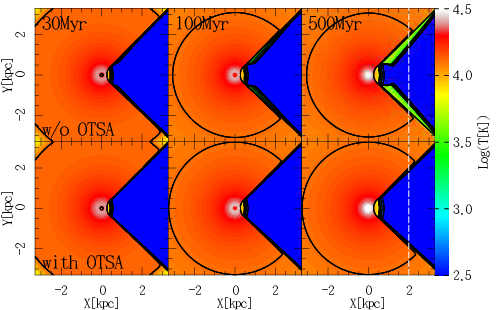 30Myr 100Myr 500Myr
w/o OTSA
with OTSA
Y[kpc]
2
0
−2
Y[kpc]
2
0
−2
−2 0 2 −2 0 2 −2 0 2
X[kpc] X[kpc] X[kpc]
4.5
4.0
3.5
3.0
2.5
Log(T[K])